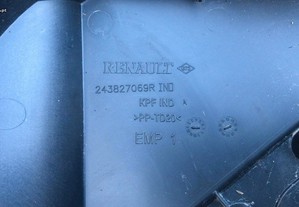 RENAULT
243827069R IND
KPF IND A
>PP-TD20<
EMP 1